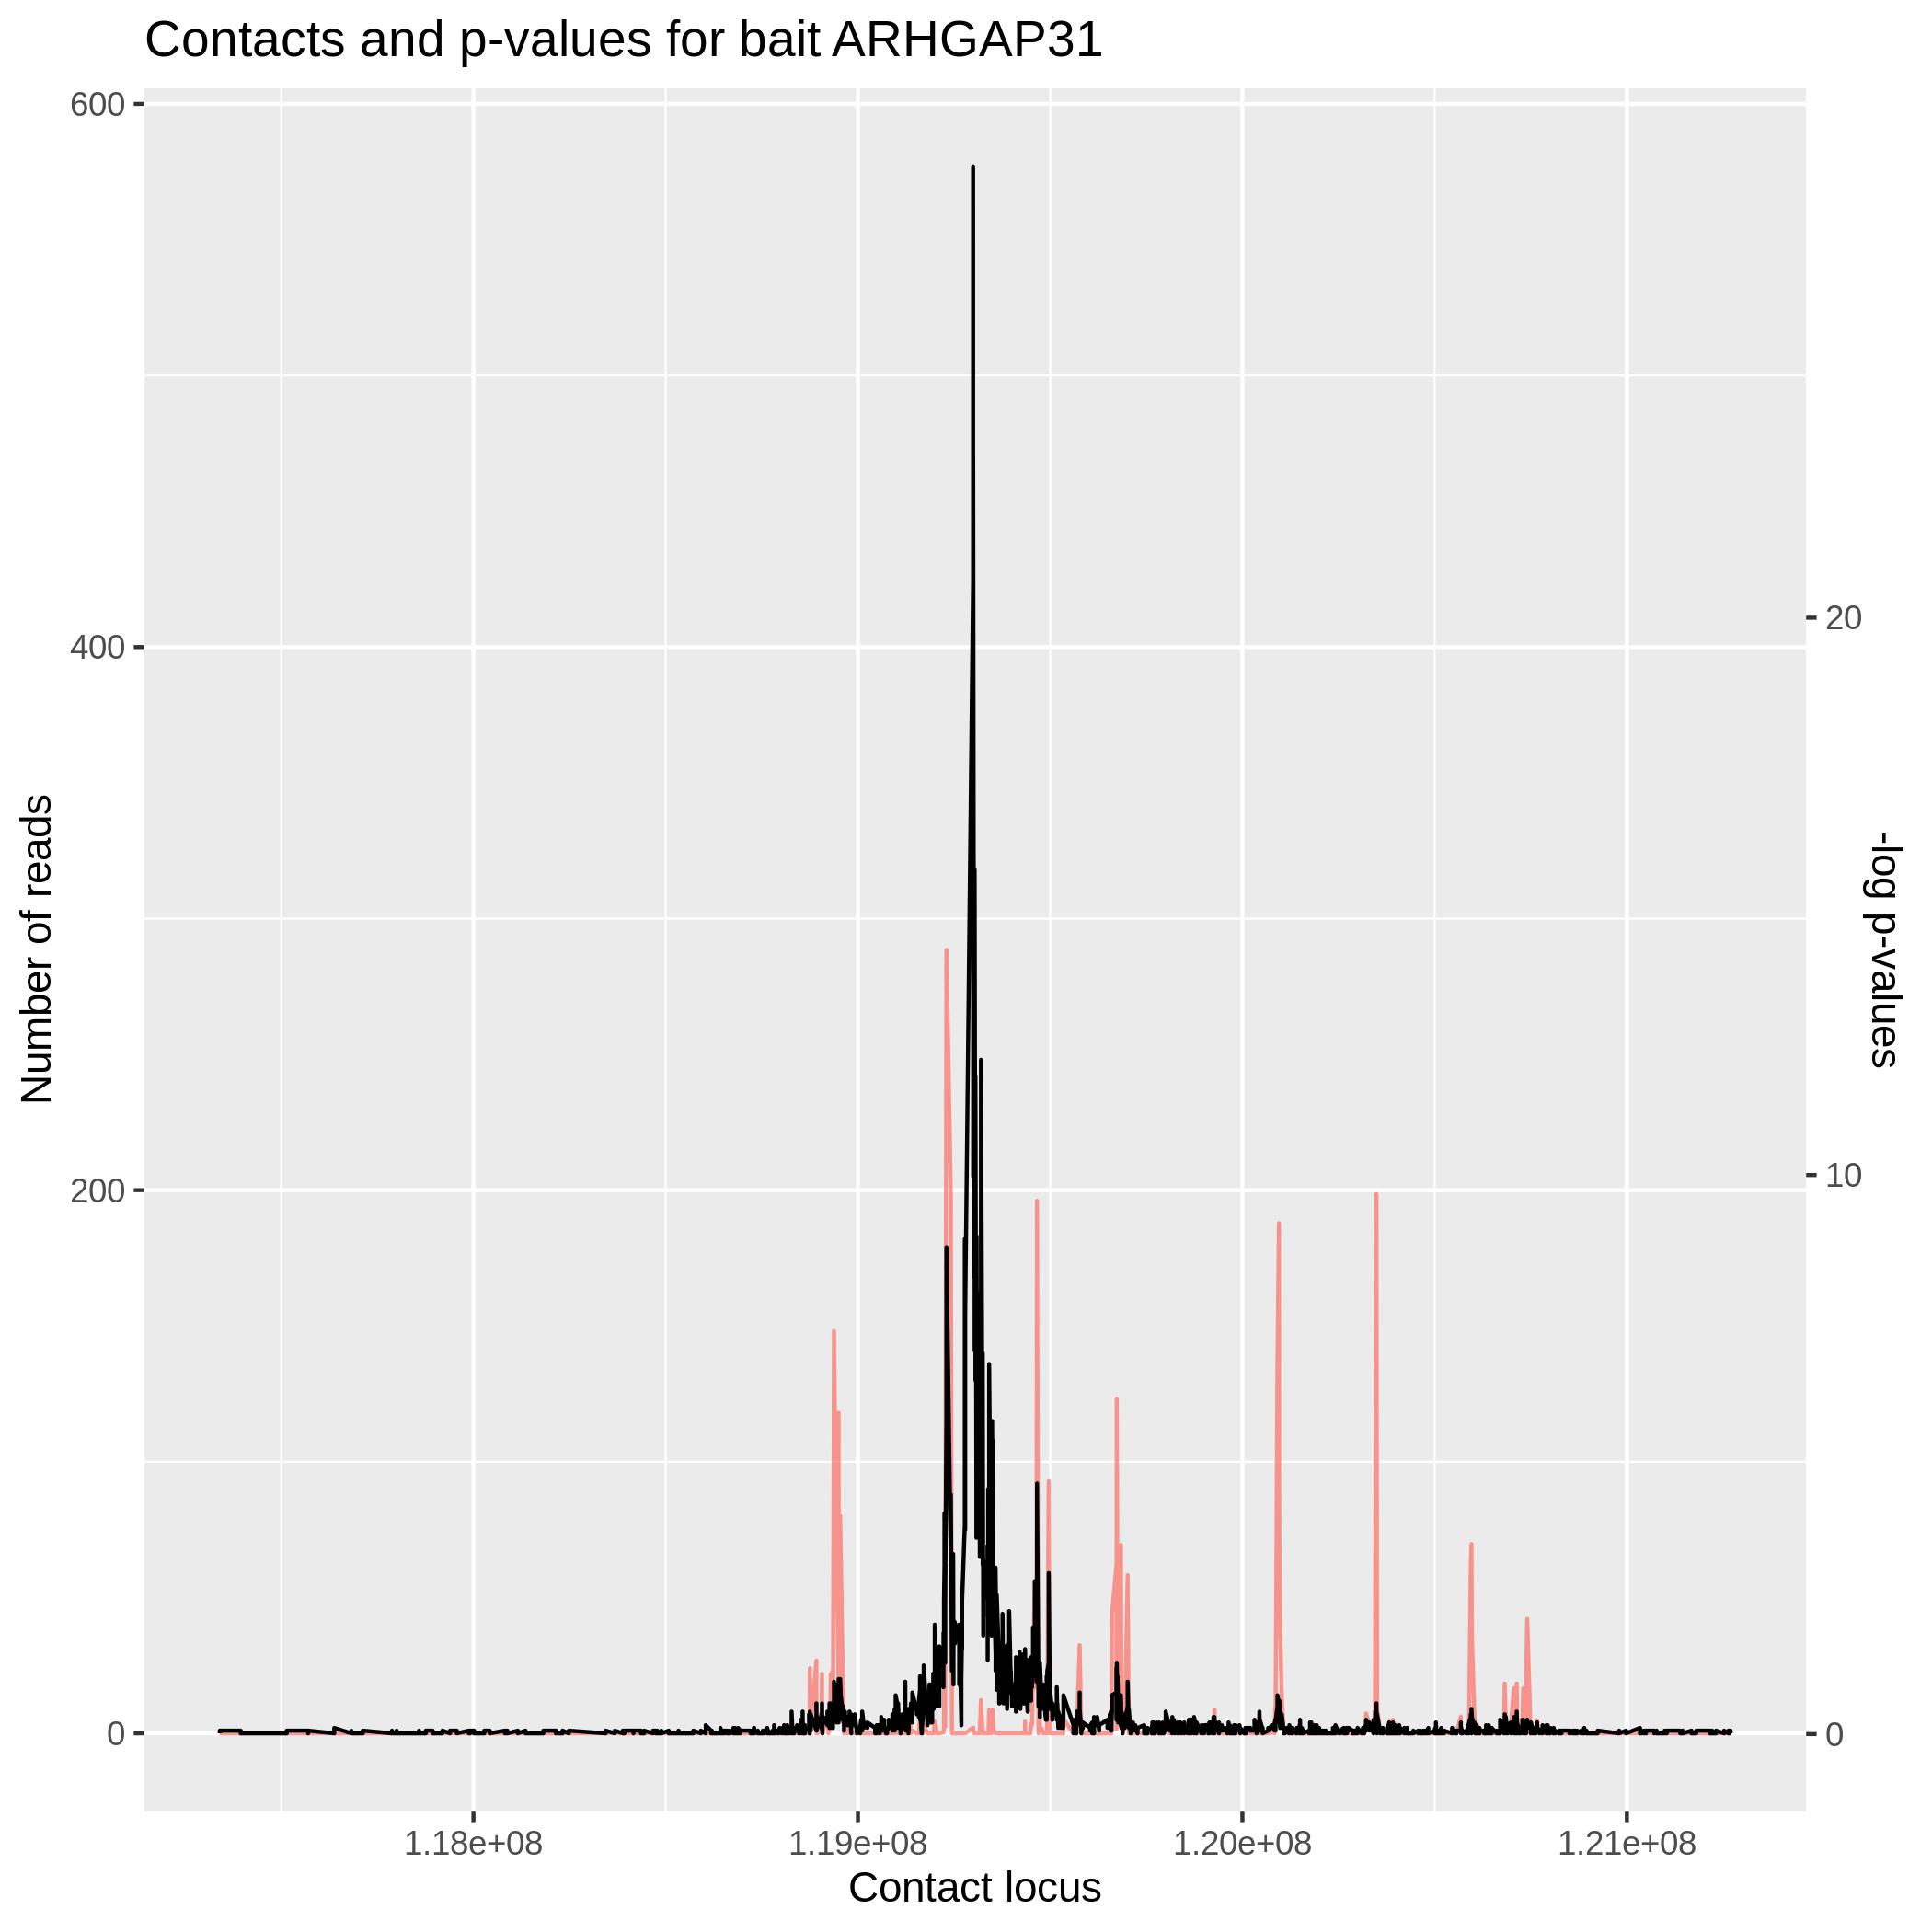 Contacts and p-values for bait ARHGAP31
600
400
200
0
Number of reads
20
10
0
-log p-values
1.18e+08
1.19e+08
1.20e+08
1.21e+08
Contact locus